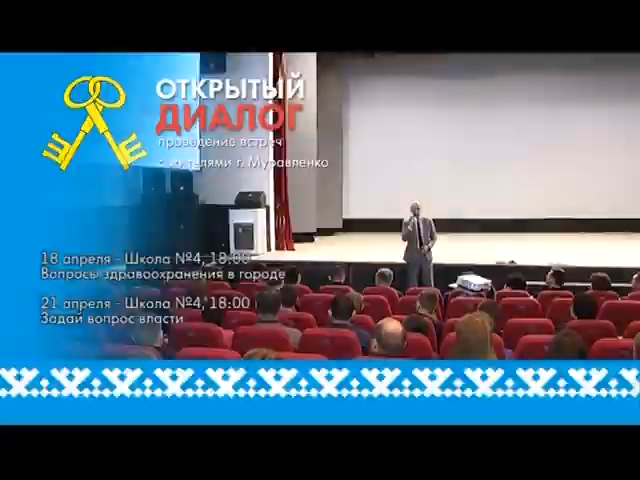 ОТКРЫТЫЙ
ДИАЛОГ
проведение встреч
с жителями г. Муравленко
18 апреля - Школа №4, 18:00
Вопросы здравоохранения в городе
21 апреля - Школа №4, 18:00
Задай вопрос власти